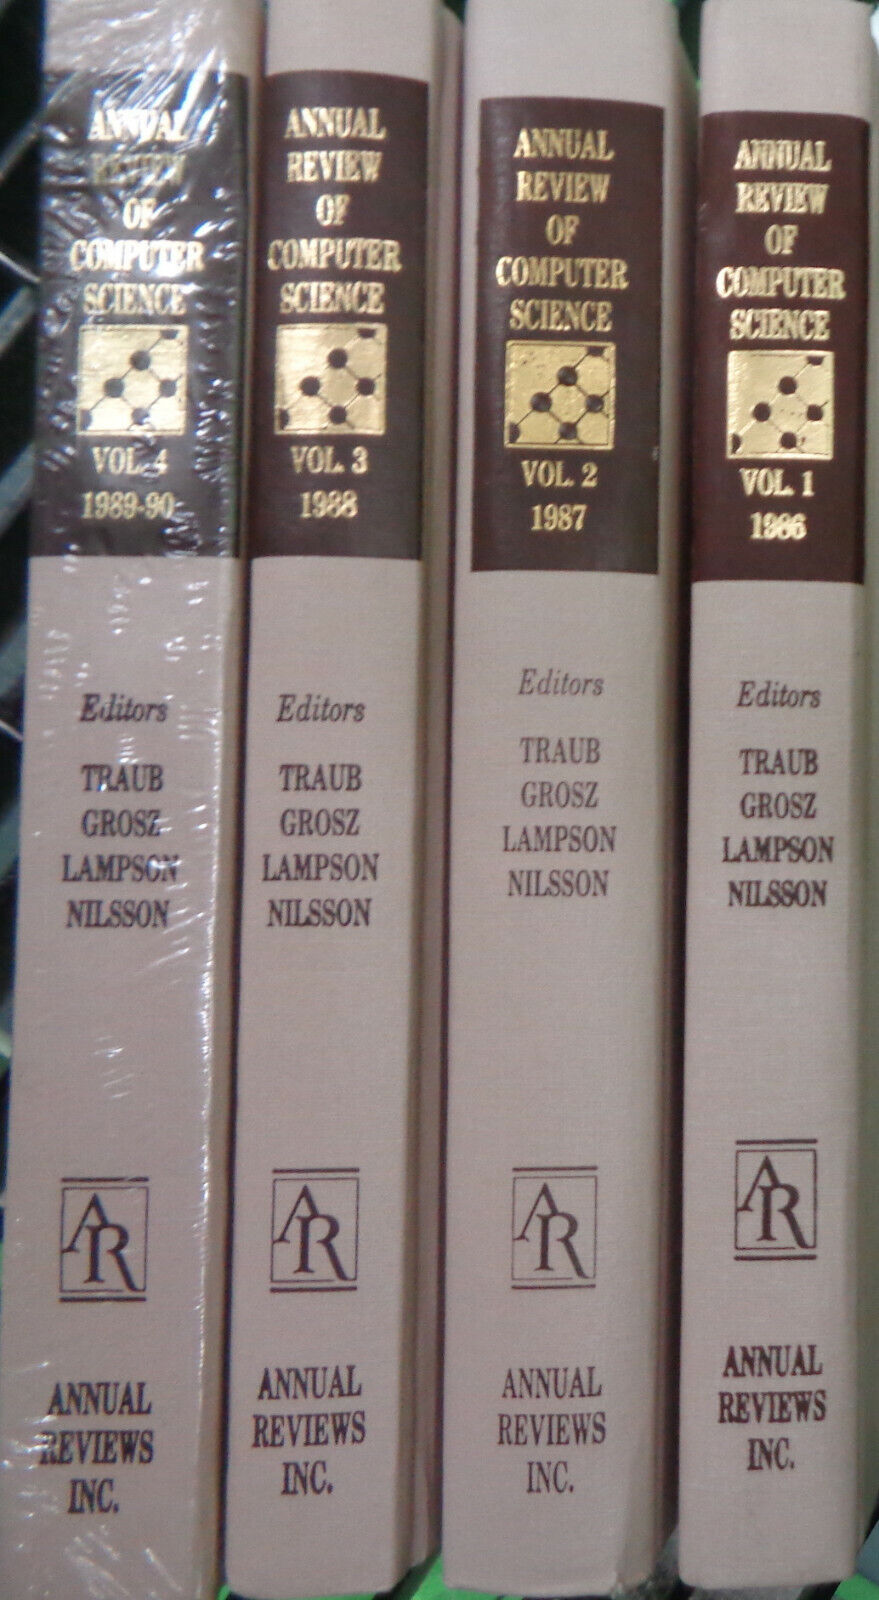 ANNUAL
REVIEW
OF
COMPUTER
SCIENCE
VOL. 4
1989-90
Editors
TRAUB
GROSZ
LAMPSON
NILSSON
AR
ANNUAL
REVIEWS
INC.
ANNUAL
REVIEW
OF
COMPUTER
SCIENCE
VOL. 3
1988
Editors
TRAUB
GROSZ
LAMPSON
NILSSON
AR
ANNUAL
REVIEWS
INC.
ANNUAL
REVIEW
OF
COMPUTER
SCIENCE
VOL. 2
1987
Editors
TRAUB
GROSZ
LAMPSON
NILSSON
AR
ANNUAL
REVIEWS
INC.
ANNUAL
REVIEW
OF
COMPUTER
SCIENCE
VOL. 1
1986
Editors
TRAUB
GROSZ
LAMPSON
NILSSON
AR
ANNUAL
REVIEWS
INC.